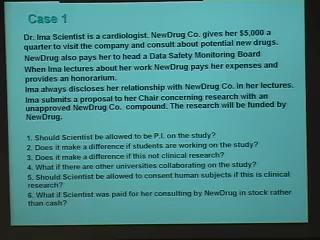 Case 1
Dr. Ima Scientist is a cardiologist. NewDrug Co. gives her $5,000 a
quarter to visit the company and consult about potential new drugs.
NewDrug also pays her to head a Data Safety Monitoring Board
When Ima lectures about her work NewDrug pays her expenses and
provides an honorarium.
Ima always discloses her relationship with NewDrug Co. in her lectures.
Ima submits a proposal to her Chair concerning research with an
unapproved NewDrug Co. compound. The research will be funded by
NewDrug.
1. Should Scientist be allowed to be P.I. on the study?
2. Does it make a difference if students are working on the study?
3. Does it make a difference if this not clinical research?
4. What if there are other universities collaborating on the study?
5. Should Scientist be allowed to consent human subjects if this is clinical
research?
6. What if Scientist was paid for her consulting by NewDrug in stock rather
than cash?